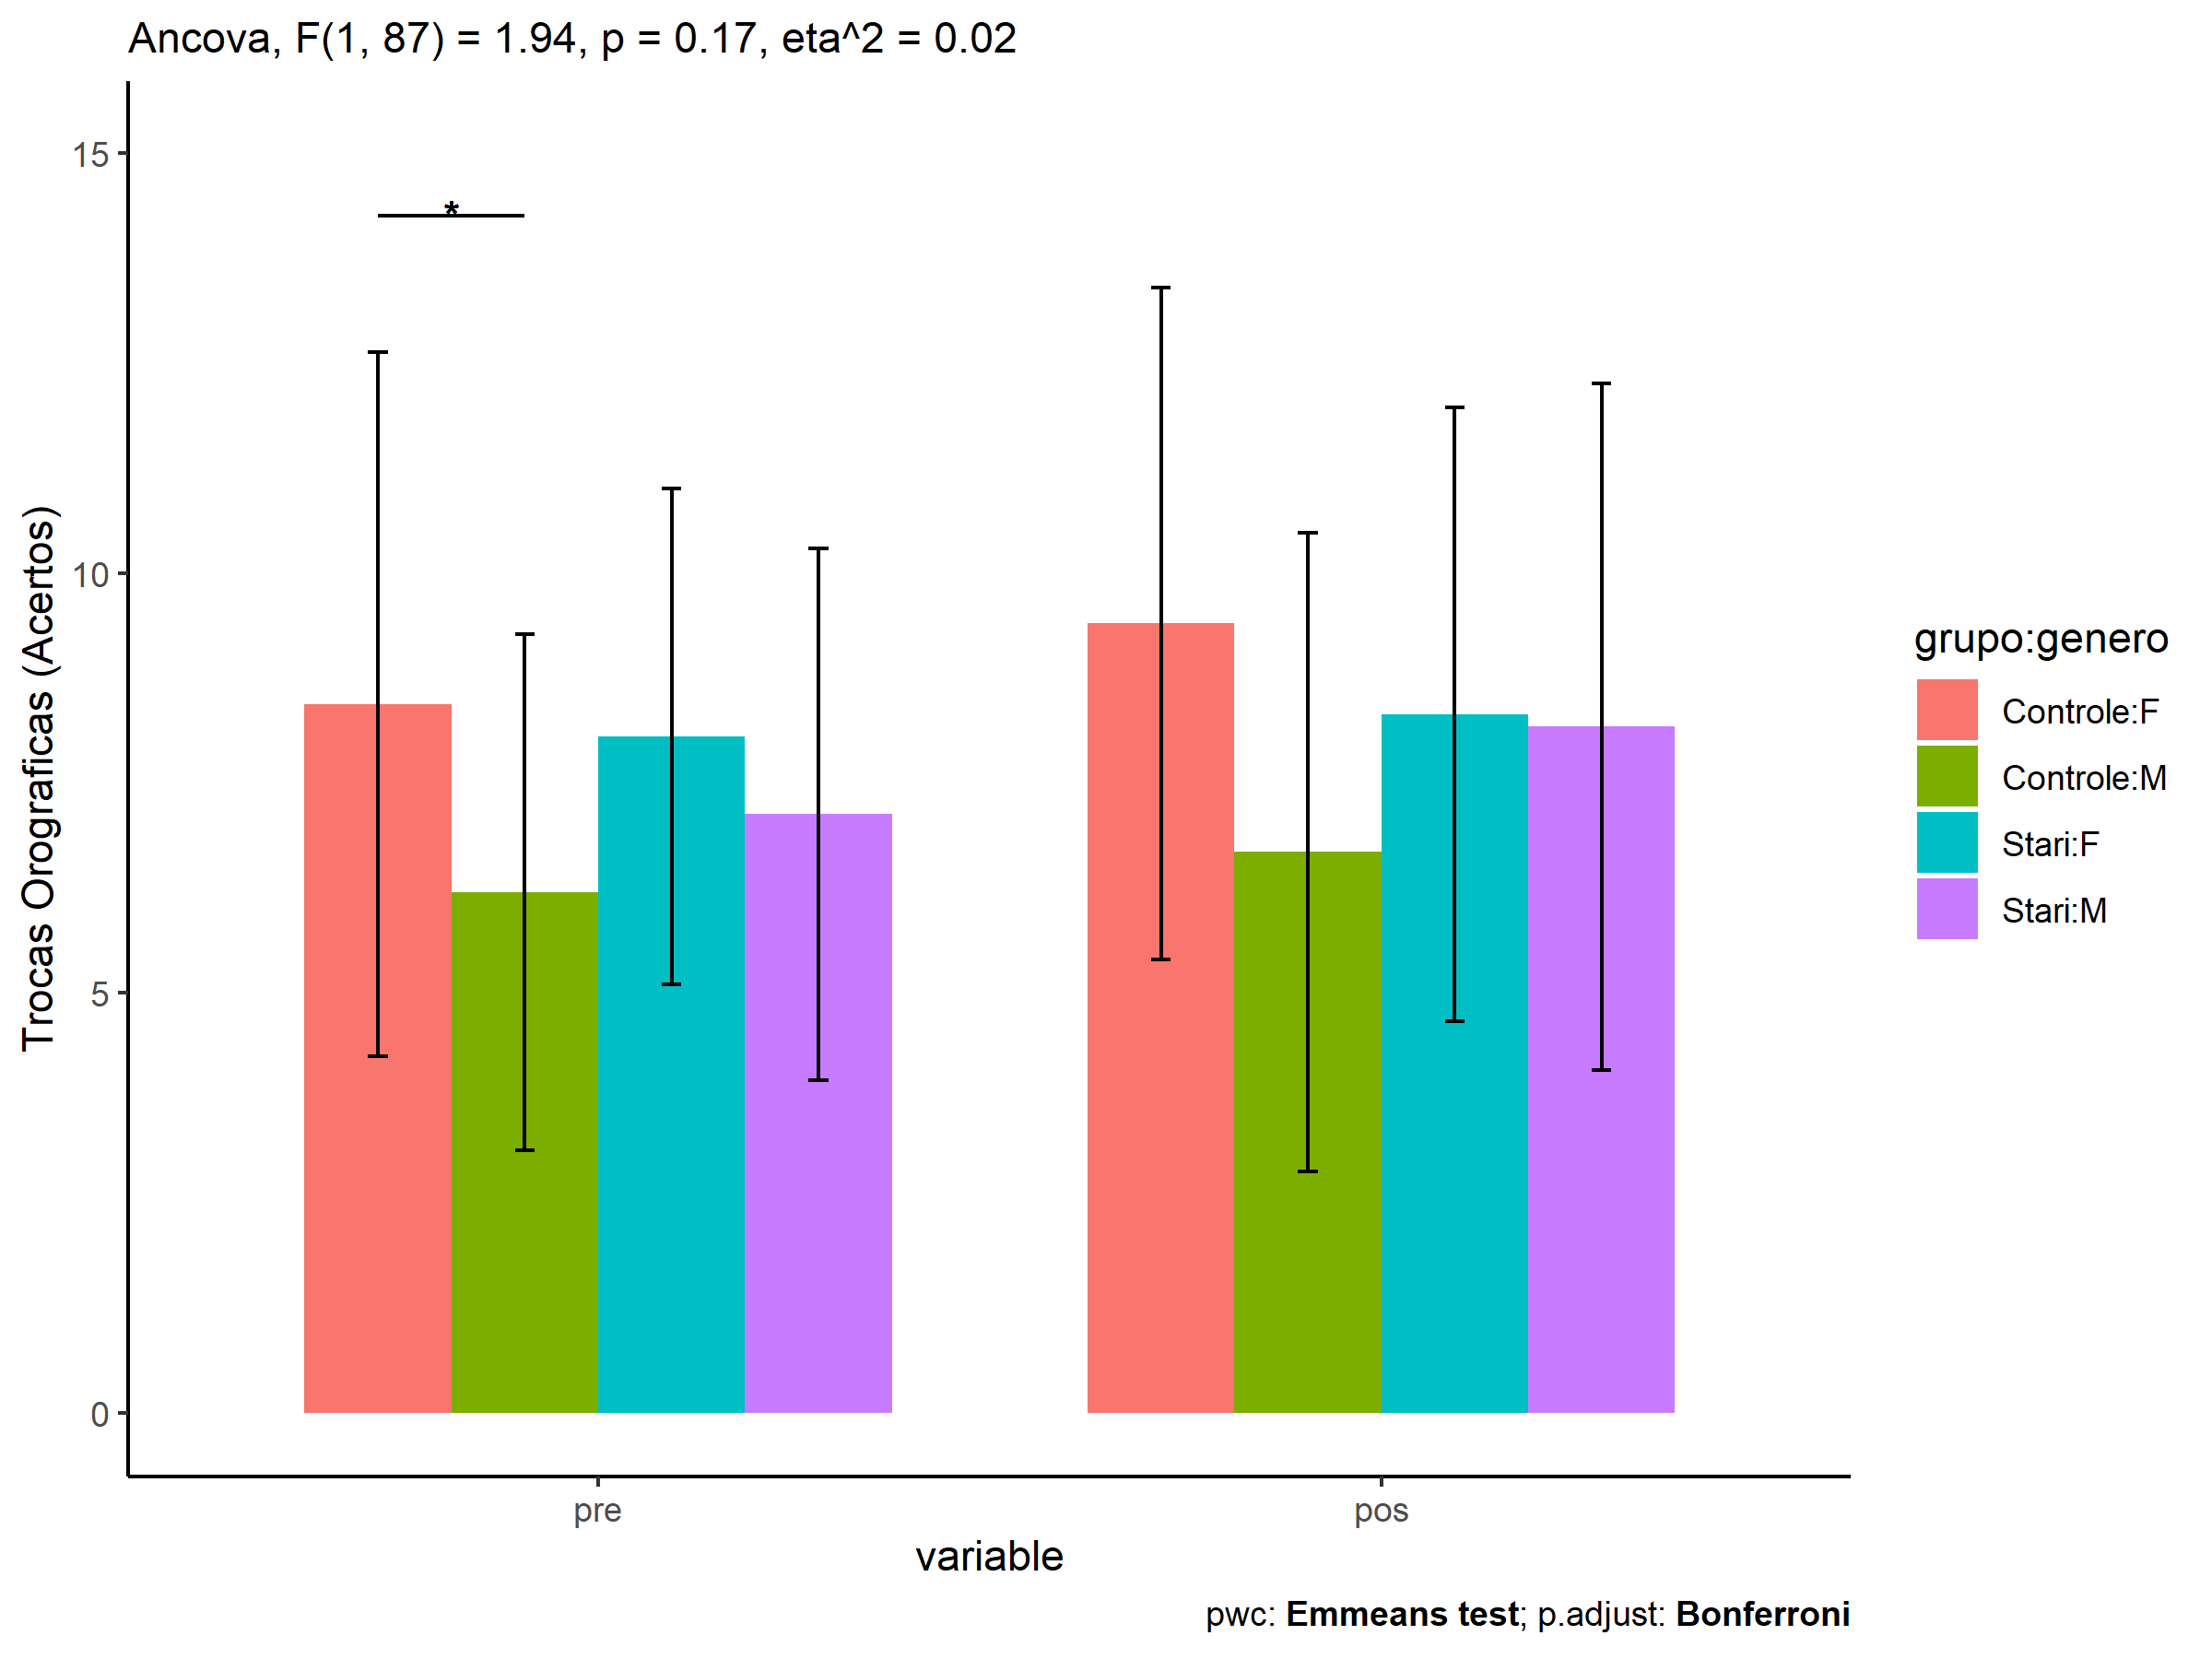 Ancova, F(1, 87) = 1.94, p = 0.17, eta^2 = 0.02
Trocas Orograficas (Acertos)
15
10
5
0
*
pre
pos
variable
grupo:genero
Controle:F
Controle:M
Stari:F
Stari:M
pwc: Emmeans test; p.adjust: Bonferroni